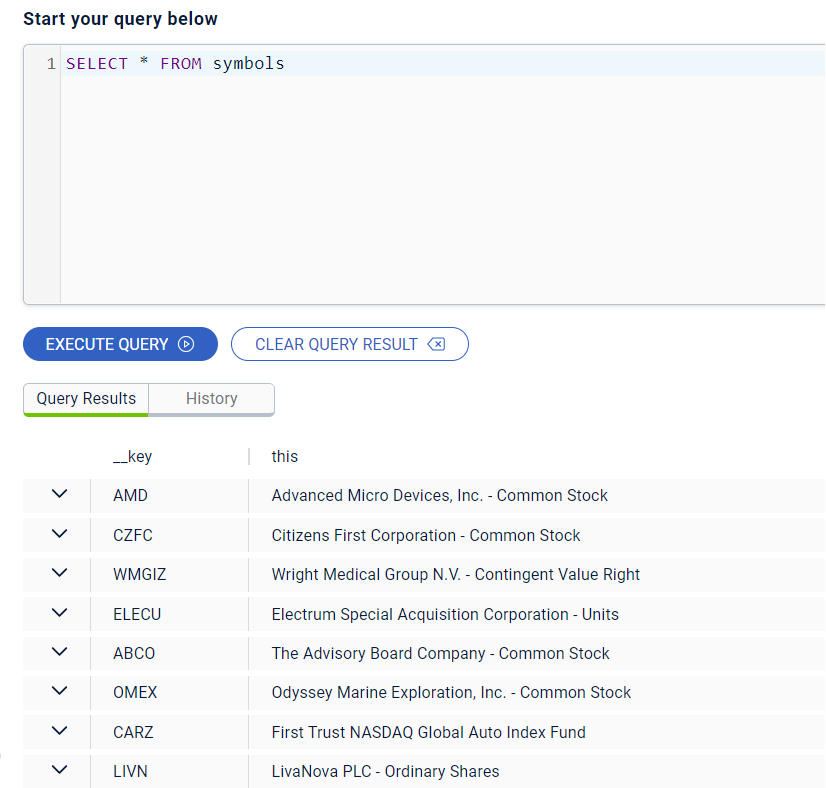 Start your query below
1 SELECT * FROM symbols
EXECUTE QUERY CLEAR QUERY RESULT
Query Results History
__key this
AMD Advanced Micro Devices, Inc. - Common Stock
CZFC Citizens First Corporation - Common Stock
WMGIZ Wright Medical Group N.V. - Contingent Value Right
ELECU Electrum Special Acquisition Corporation - Units
ABCO The Advisory Board Company - Common Stock
OMEX Odyssey Marine Exploration, Inc. - Common Stock
CARZ First Trust NASDAQ Global Auto Index Fund
LIVN LivaNova PLC - Ordinary Shares